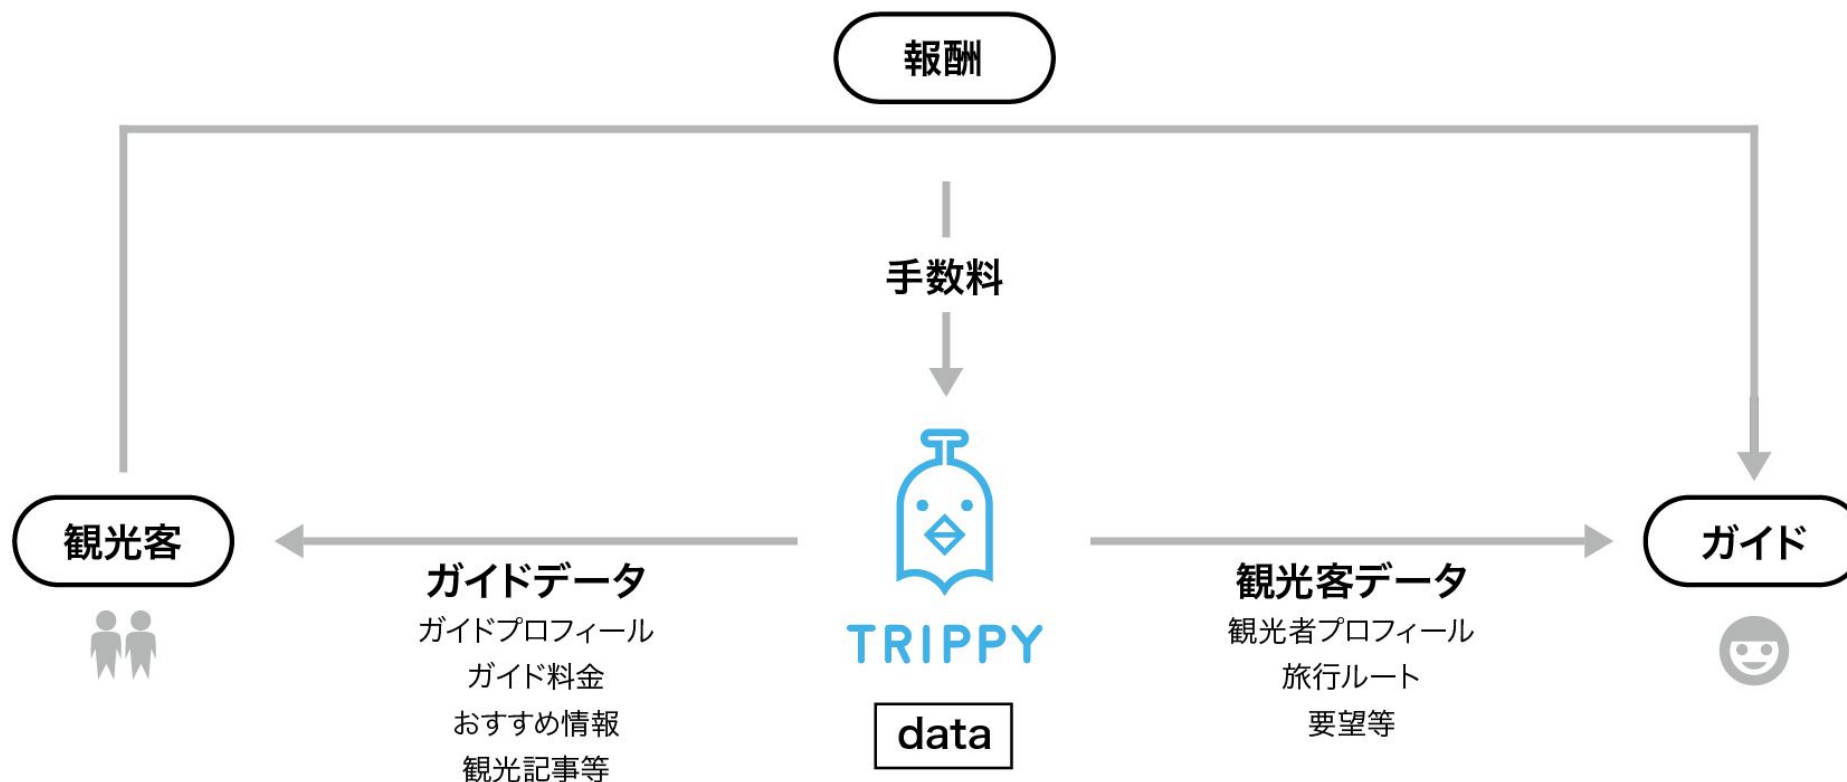 報酬
手数料
観光客
ガイドデータ
ガイドプロフィール
ガイド料金
おすすめ情報
観光記事等
TRIPPY
data
観光客データ
観光者プロフィール
旅行ルート
要望等
ガイド